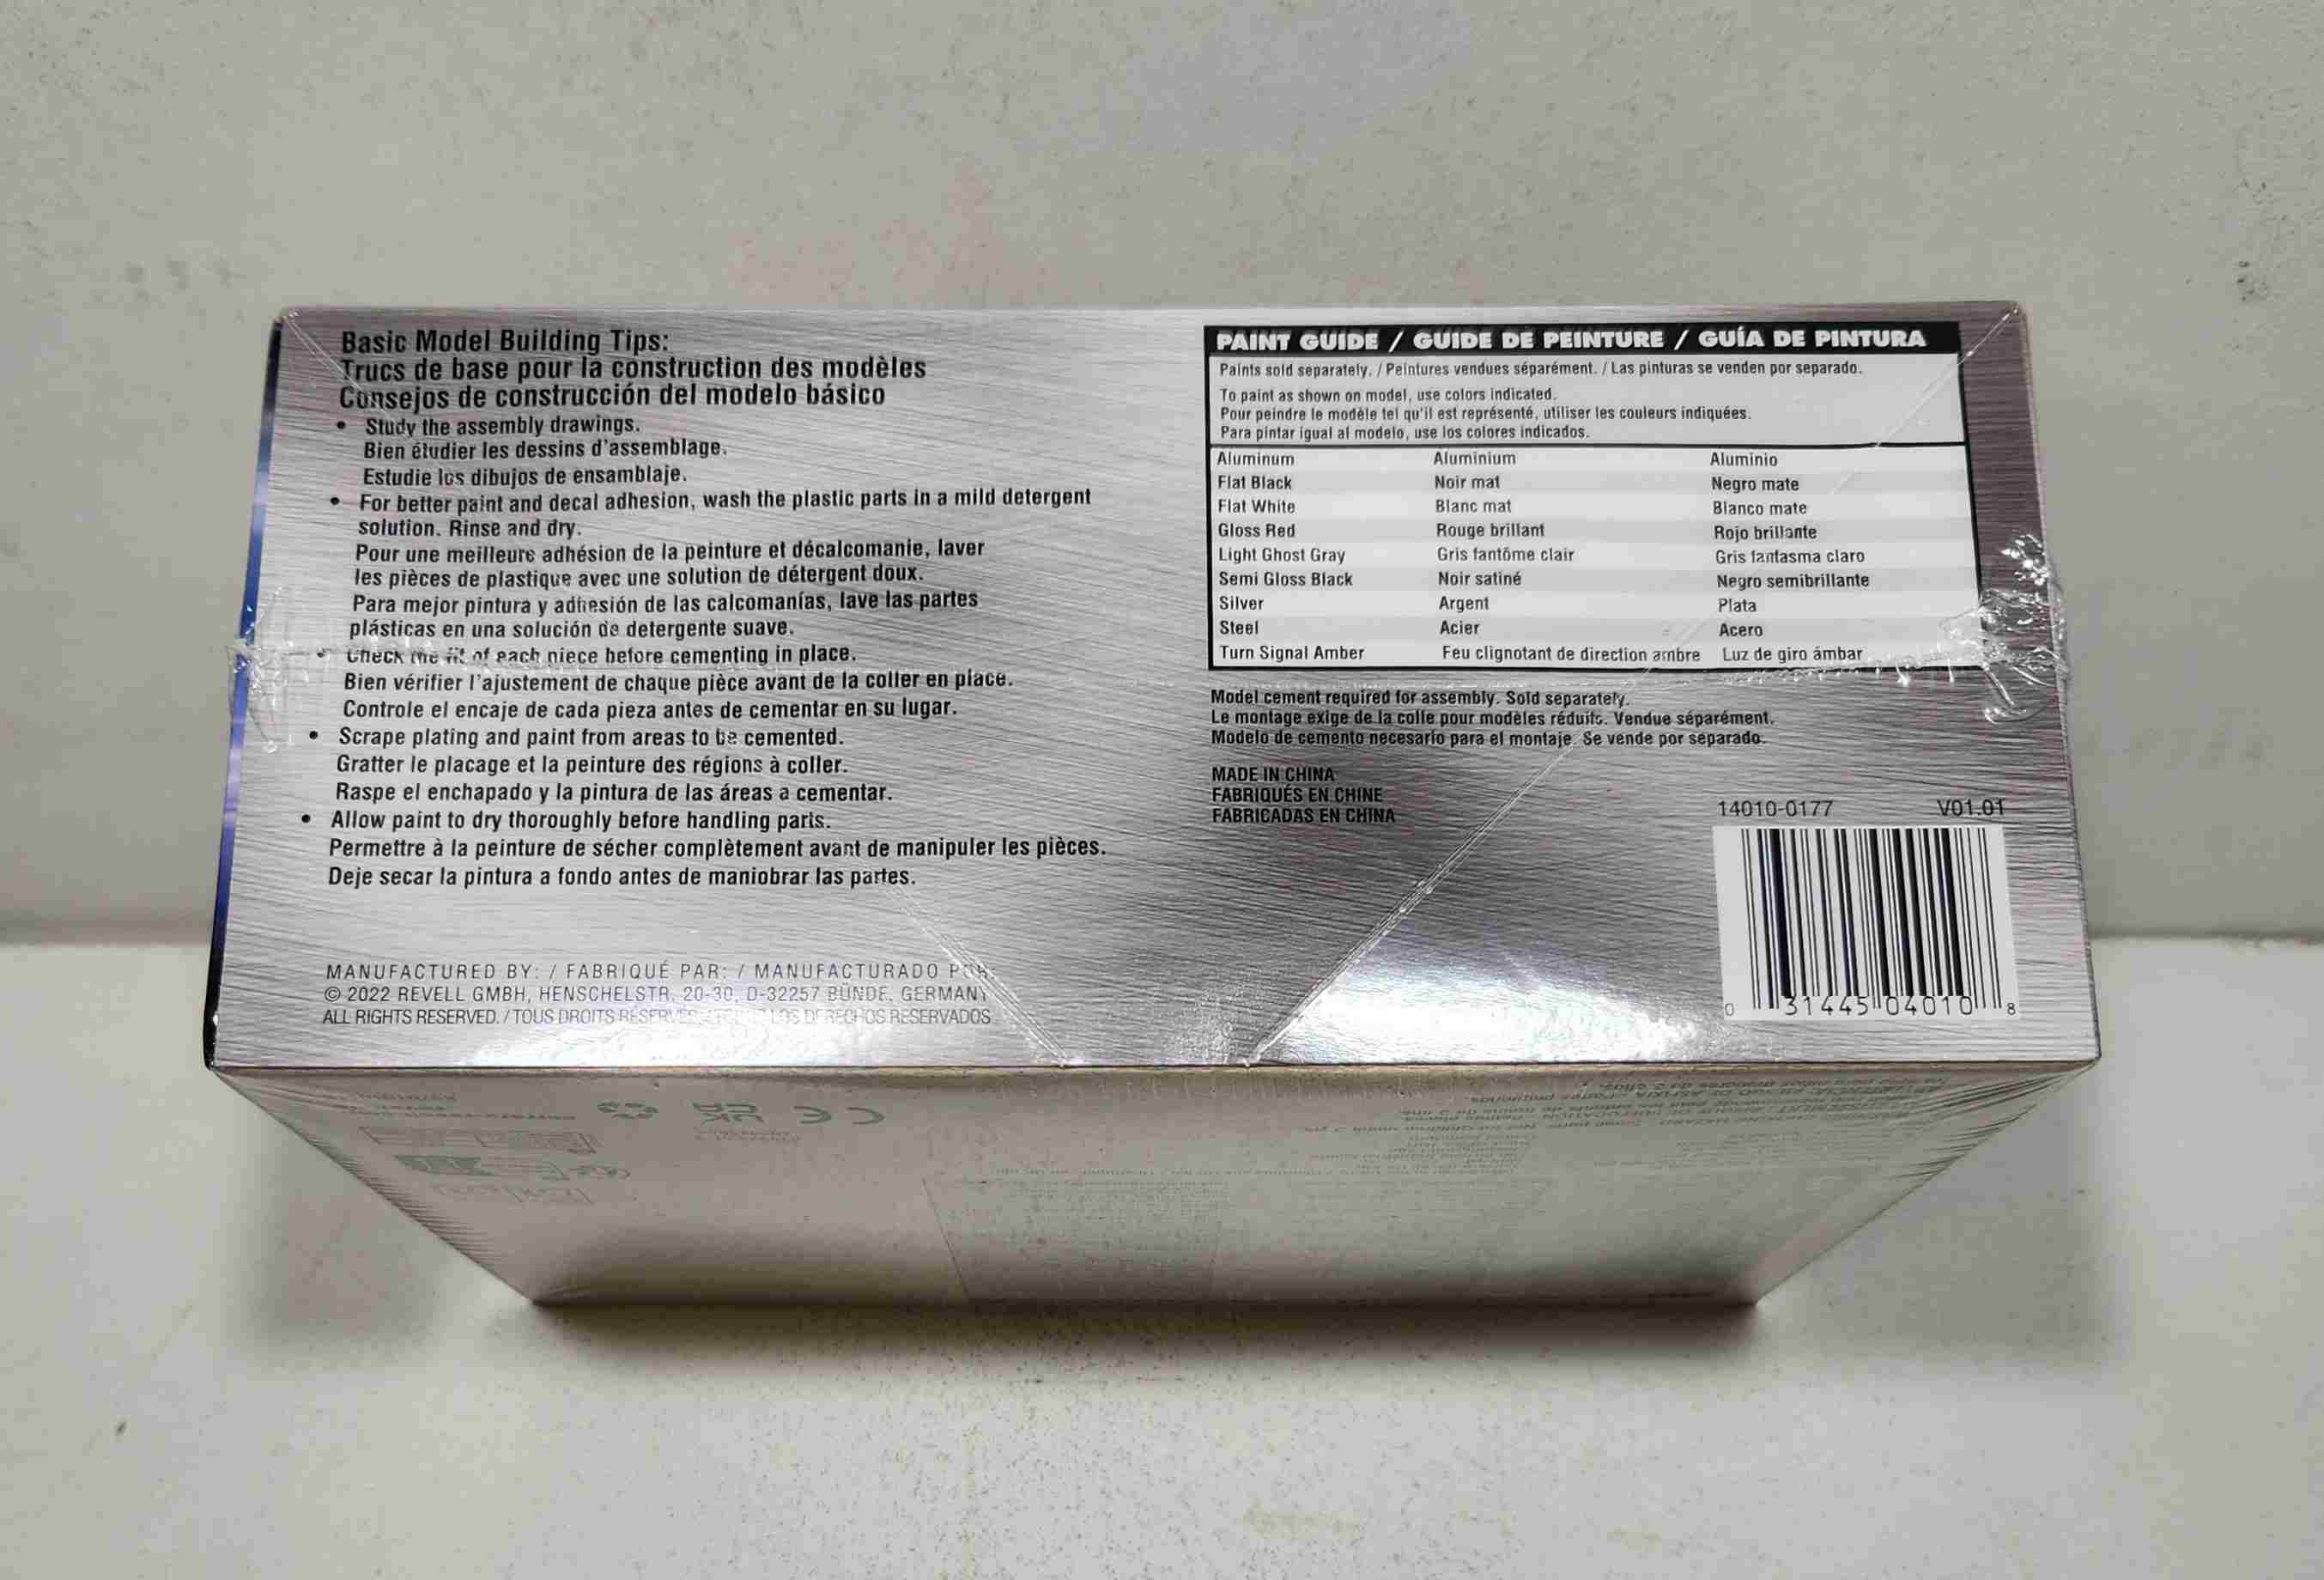 Basic Model Building Tips:
Trucs de base pour la construction des modèles
Consejos de construcción del modelo básico
• Study the assembly drawings.
Bien étudier les dessins d'assemblage.
Estudie los dibujos de ensamblaje.
• For better paint and decal adhesion, wash the plastic parts in a mild detergent
solution. Rinse and dry.
Pour une meilleure adhésion de la peinture et décalcomanie, laver
les pièces de plastique avec une solution de détergent doux.
Para mejor pintura y adhesión de las calcomanías, lave las partes
plásticas en una solución de detergente suave.
• Check the fit of each piece before cementing in place.
Bien vérifier l'ajustement de chaque pièce avant de la coller en place.
Controle el encaje de cada pieza antes de cementar en su lugar.
• Scrape plating and paint from areas to be cemented.
Gratter le placage et la peinture des régions à coller.
Raspe el enchapado y la pintura de las áreas a cementar.
• Allow paint to dry thoroughly before handling parts.
Permettre à la peinture de sécher complètement avant de manipuler les pièces.
Deje secar la pintura a fondo antes de maniobrar las partes.
MANUFACTURED BY: / FABRIQUÉ PAR: / MANUFACTURADO POR:
© 2022 REVELL GMBH, HENSCHELSTR. 20-30, D-32257 BÜNDE, GERMANY
ALL RIGHTS RESERVED. / TOUS DROITS RÉSERVÉS DERECHOS RESERVADOS
PAINT GUIDE / GUIDE DE PEINTURE / GUÍA DE PINTURA
Paints sold separately. / Peintures vendues séparément. / Las pinturas se venden por separado.
To paint as shown on model, use colors indicated.
Pour peindre le modèle tel qu'il est représenté, utiliser les couleurs indiquées.
Para pintar igual al modelo, use los colores indicados.
Aluminum Aluminium Aluminio
Flat Black Noir mat Negro mate
Flat White Blanc mat Blanco mate
Gloss Red Rouge brillant Rojo brillante
Light Ghost Gray Gris fantôme clair Gris fantasma claro
Semi Gloss Black Noir satiné Negro semibrillante
Silver Argent Plata
Steel Acier Acero
Turn Signal Amber Feu clignotant de direction ambre Luz de giro ámbar
Model cement required for assembly. Sold separately.
Le montage exige de la colle pour modèles réduits. Vendue séparément.
Modelo de cemento necesario para el montaje. Se vende por separado.
MADE IN CHINA
FABRIQUÉS EN CHINE
FABRICADAS EN CHINA
14010-0177 V01.01
0 31445 04010 8
CE